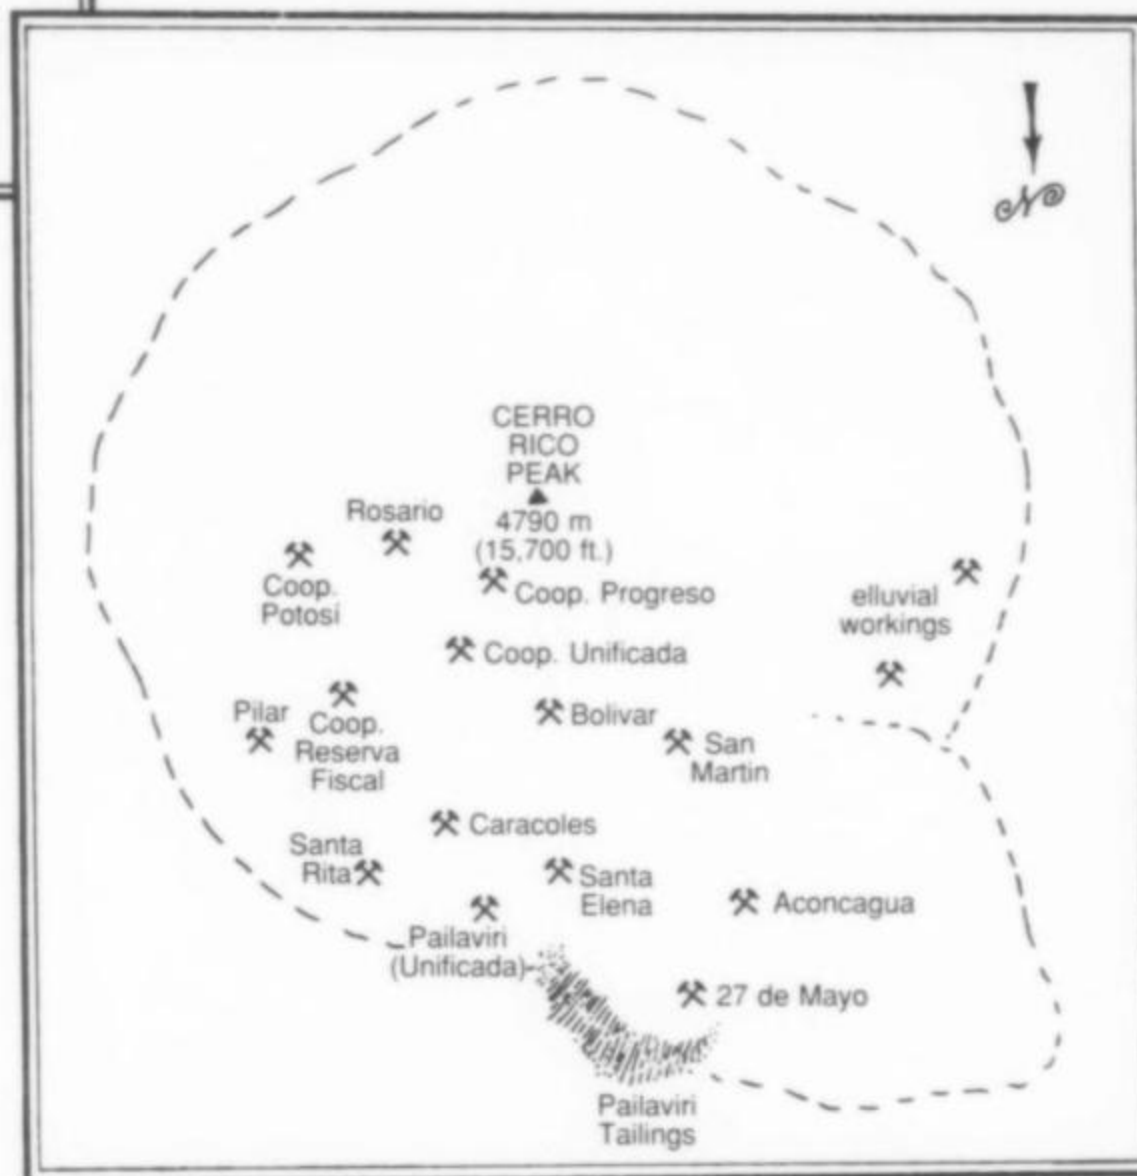 N
CERRO
RICO
PEAK
4790 m
(15,700 ft.)
Rosario
Coop.
Potosi
Coop. Progreso
elluvial
workings
Coop. Unificada
Pilar
Coop.
Reserva
Fiscal
Bolivar
San
Martin
Caracoles
Santa
Rita
Santa
Elena
Aconcagua
Pailaviri
(Unificada)
27 de Mayo
Pailaviri
Tailings